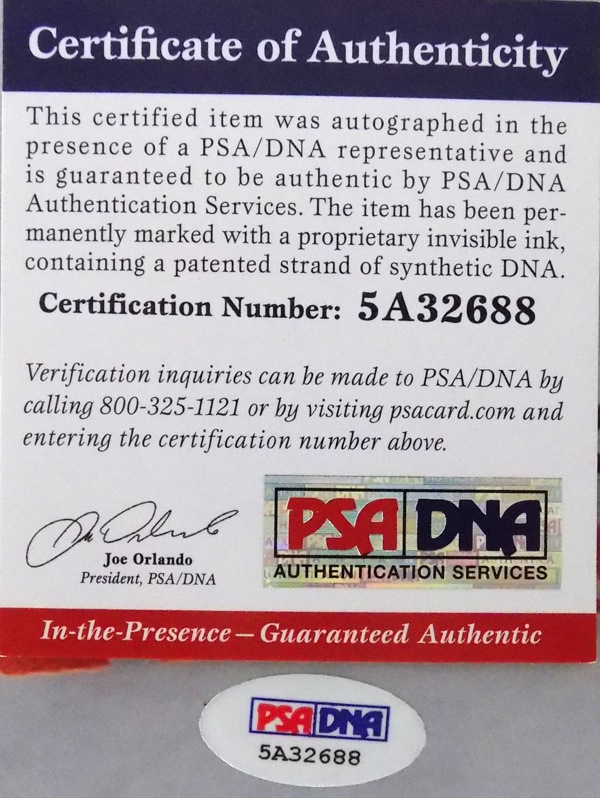 Certificate of Authenticity
This certified item was autographed in the
presence of a PSA/DNA representative and
is guaranteed to be authentic by PSA/DNA
Authentication Services. The item has been per-
manently marked with a proprietary invisible ink,
containing a patented strand of synthetic DNA.
Certification Number: 5A32688
Verification inquiries can be made to PSA/DNA by
calling 800-325-1121 or by visiting psacard.com and
entering the certification number above.
Joe Orlando
President, PSA/DNA
PSA DNA
AUTHENTICATION SERVICES
In-the-Presence — Guaranteed Authentic
PSA DNA
5A32688